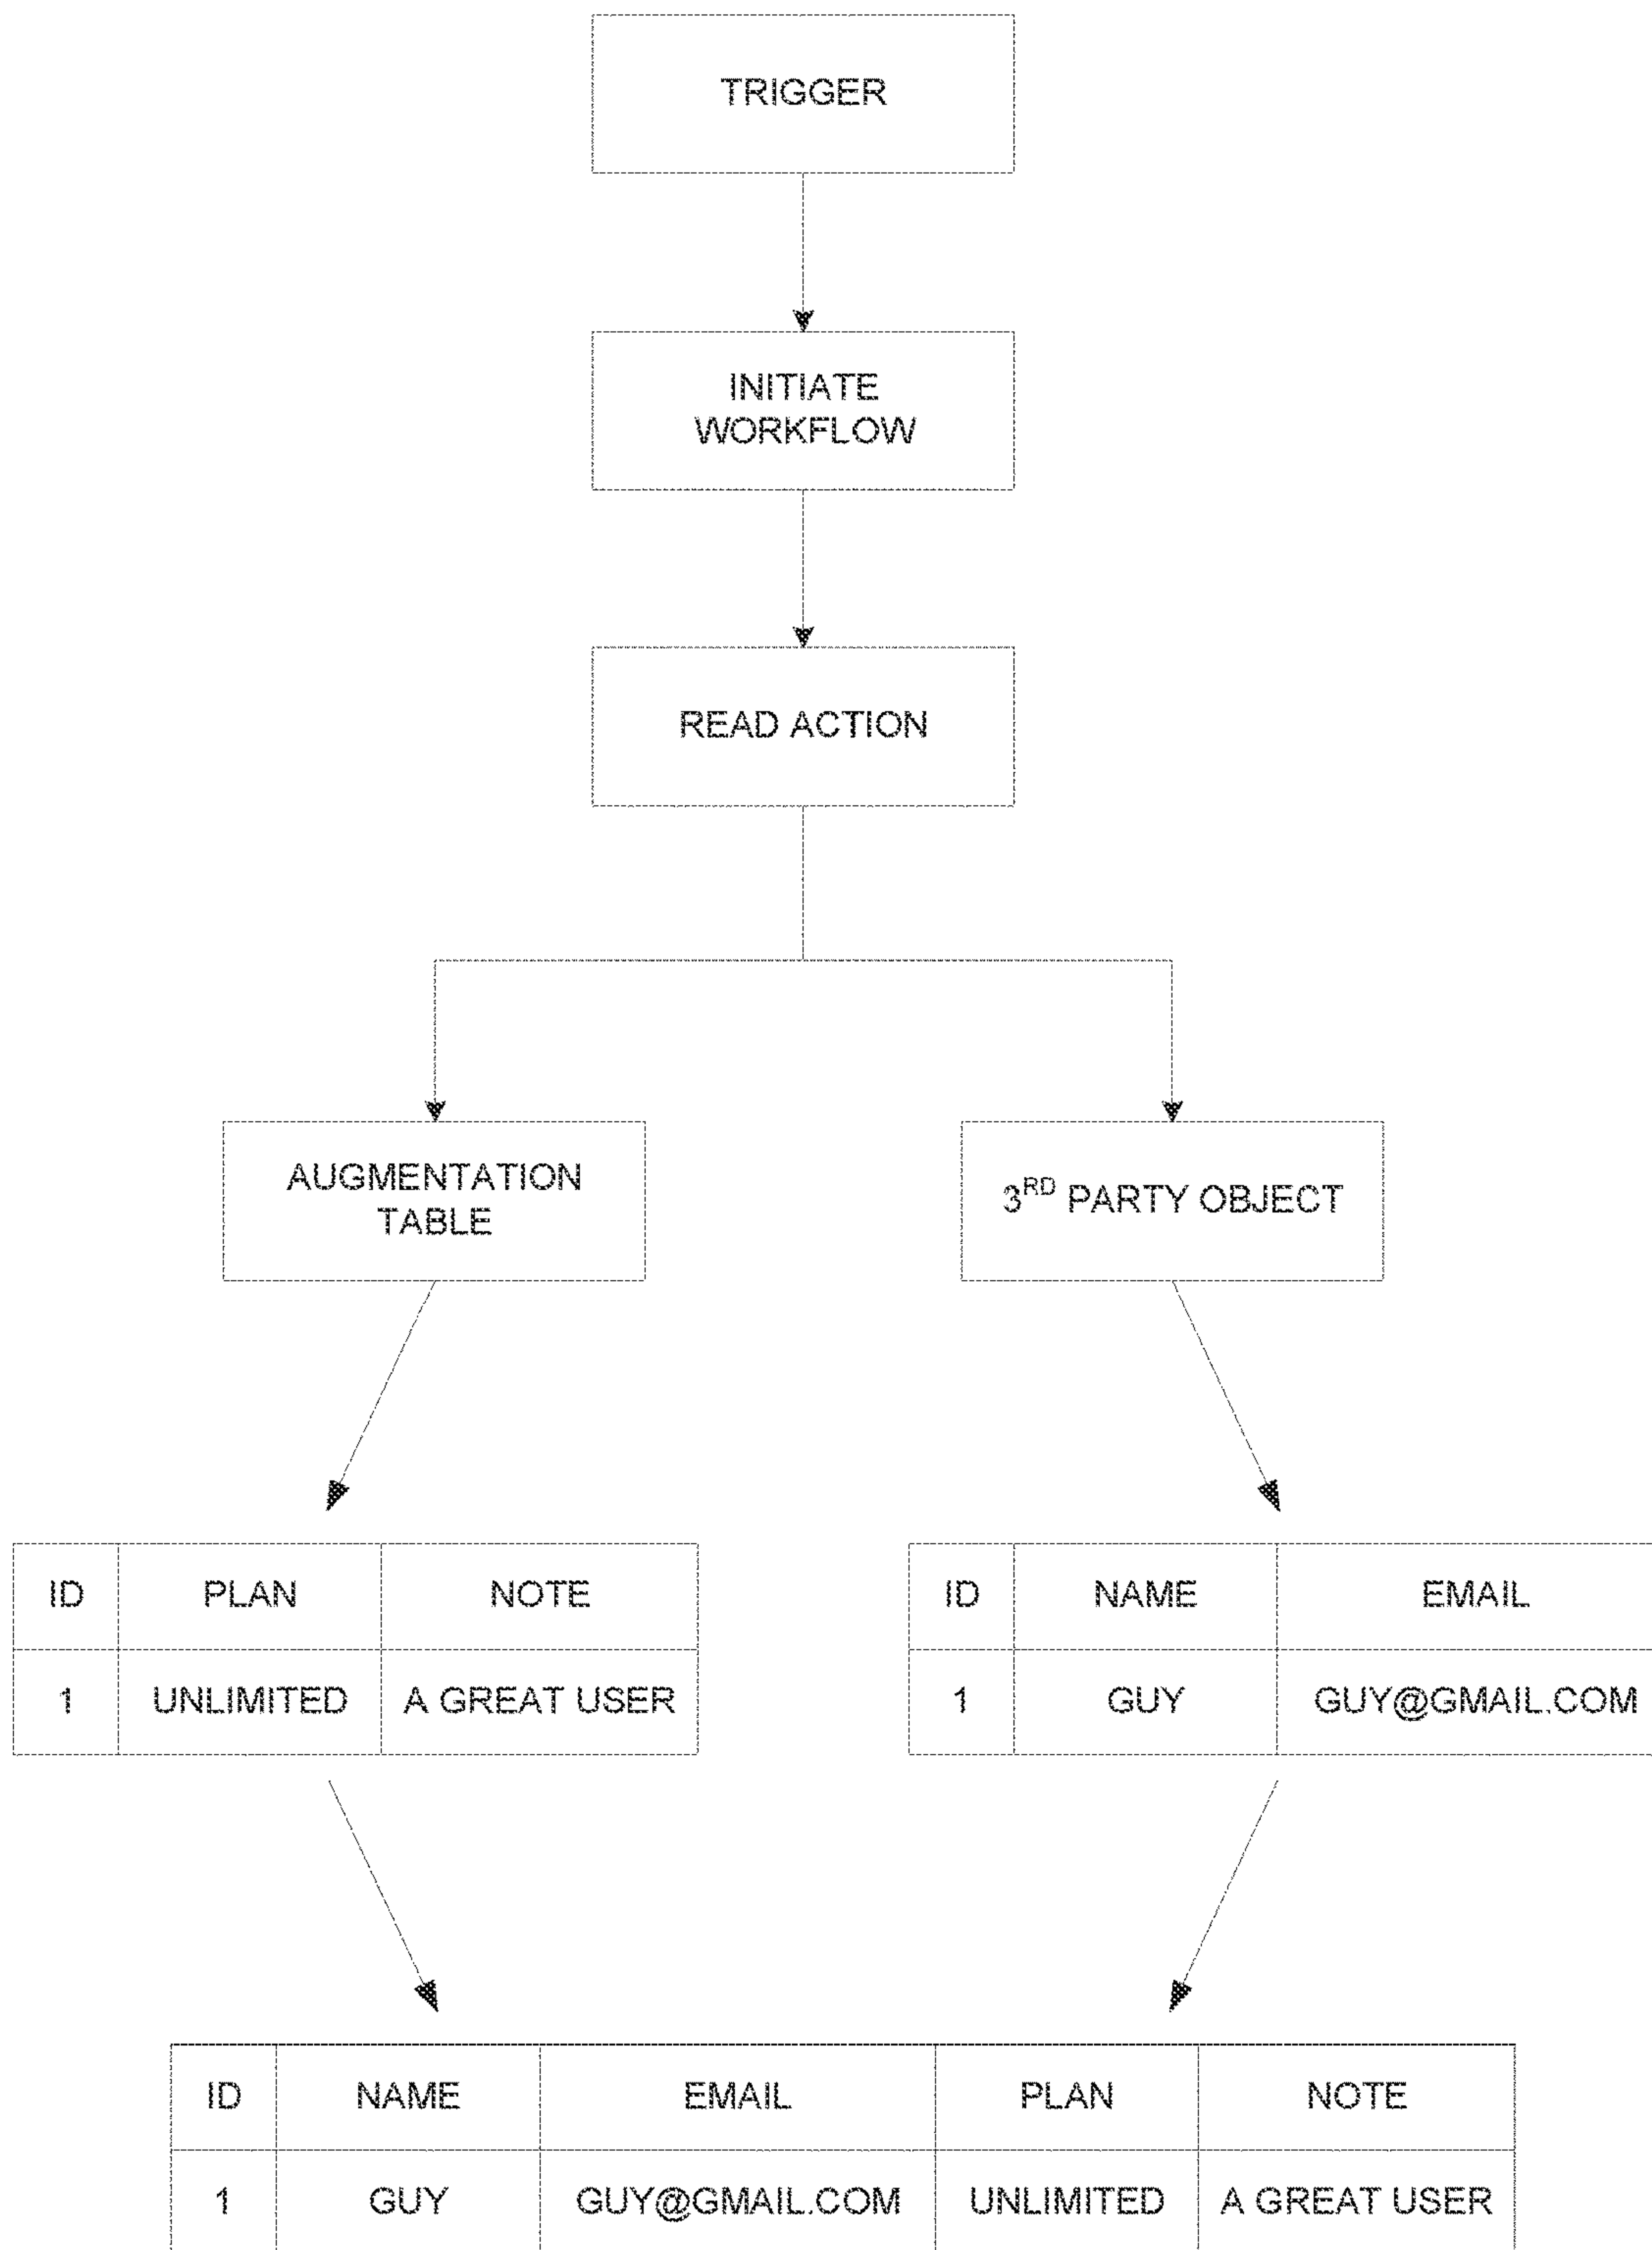 TRIGGER
INITIATE
WORKFLOW
READ ACTION
AUGMENTATION
TABLE
3RD PARTY OBJECT
ID PLAN NOTE
1 UNLIMITED A GREAT USER
ID NAME EMAIL
1 GUY GUY@GMAIL.COM
ID NAME EMAIL PLAN NOTE
1 GUY GUY@GMAIL.COM UNLIMITED A GREAT USER